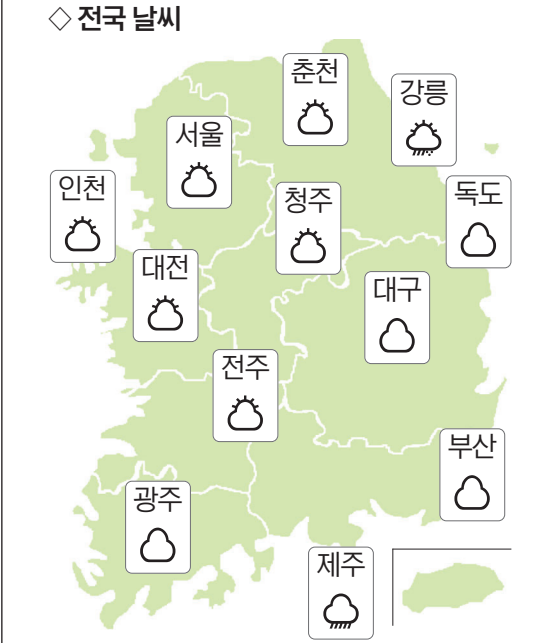 ◇ 전국 날씨
춘천
강릉
서울
인천
청주
독도
대전
대구
전주
부산
광주
제주